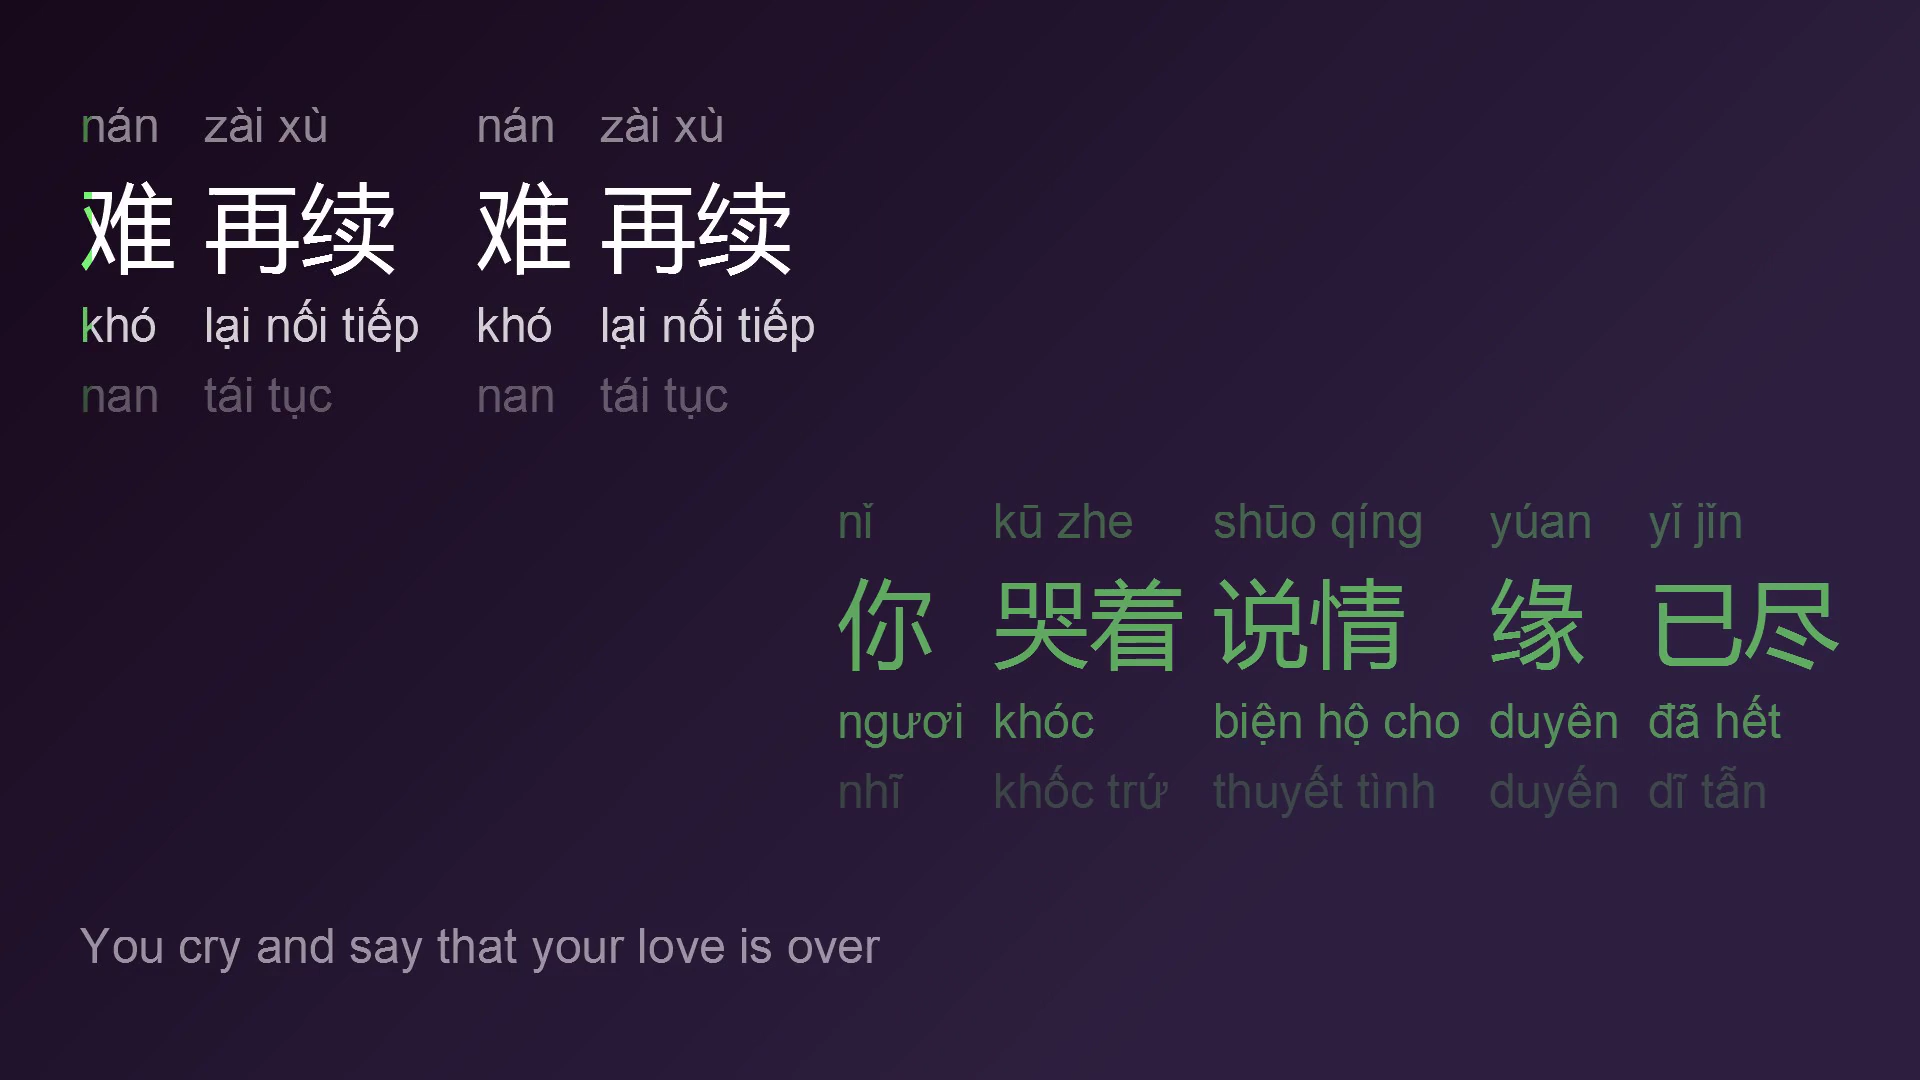 nán zài xù nán zài xù
难 再续 难 再续
khó lại nối tiếp khó lại nối tiếp
nan tái tục nan tái tục
nǐ kū zhe shūo qíng yúan yǐ jǐn
你 哭着 说情 缘 已尽
ngươi khóc biện hộ cho duyên đã hết
nhĩ khốc trứ thuyết tình duyến dĩ tẫn
You cry and say that your love is over